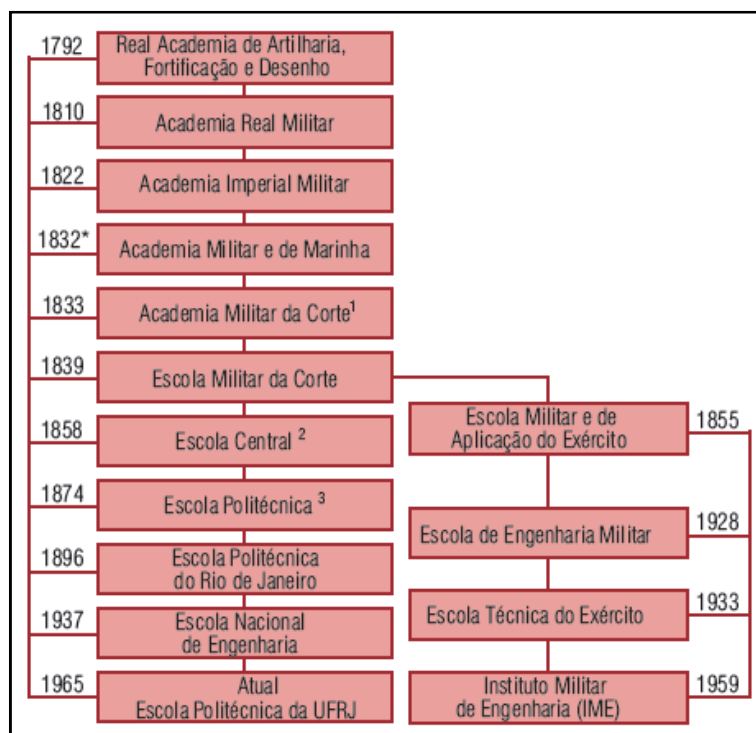 1792
Real Academia de Artilharia,
Fortificação e Desenho
1810
Academia Real Militar
1822
Academia Imperial Militar
1832*
Academia Militar e de Marinha
1833
Academia Militar da Corte¹
1839
Escola Militar da Corte
1858
Escola Central ²
1874
Escola Politécnica ³
1896
Escola Politécnica
do Rio de Janeiro
1937
Escola Nacional
de Engenharia
1965
Atual
Escola Politécnica da UFRJ
Escola Militar e de
Aplicação do Exército
1855
Escola de Engenharia Militar
1928
Escola Técnica do Exército
1933
Instituto Militar
de Engenharia (IME)
1959